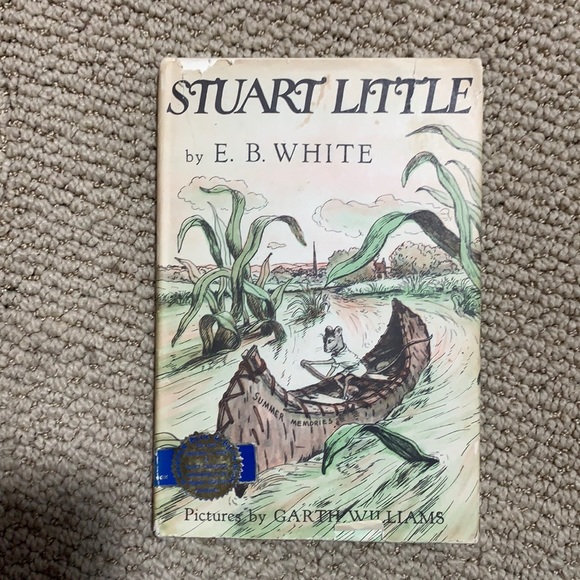 STUART LITTLE
by E. B. WHITE
SUMMER MEMORIES
Pictures by GARTH WILLIAMS